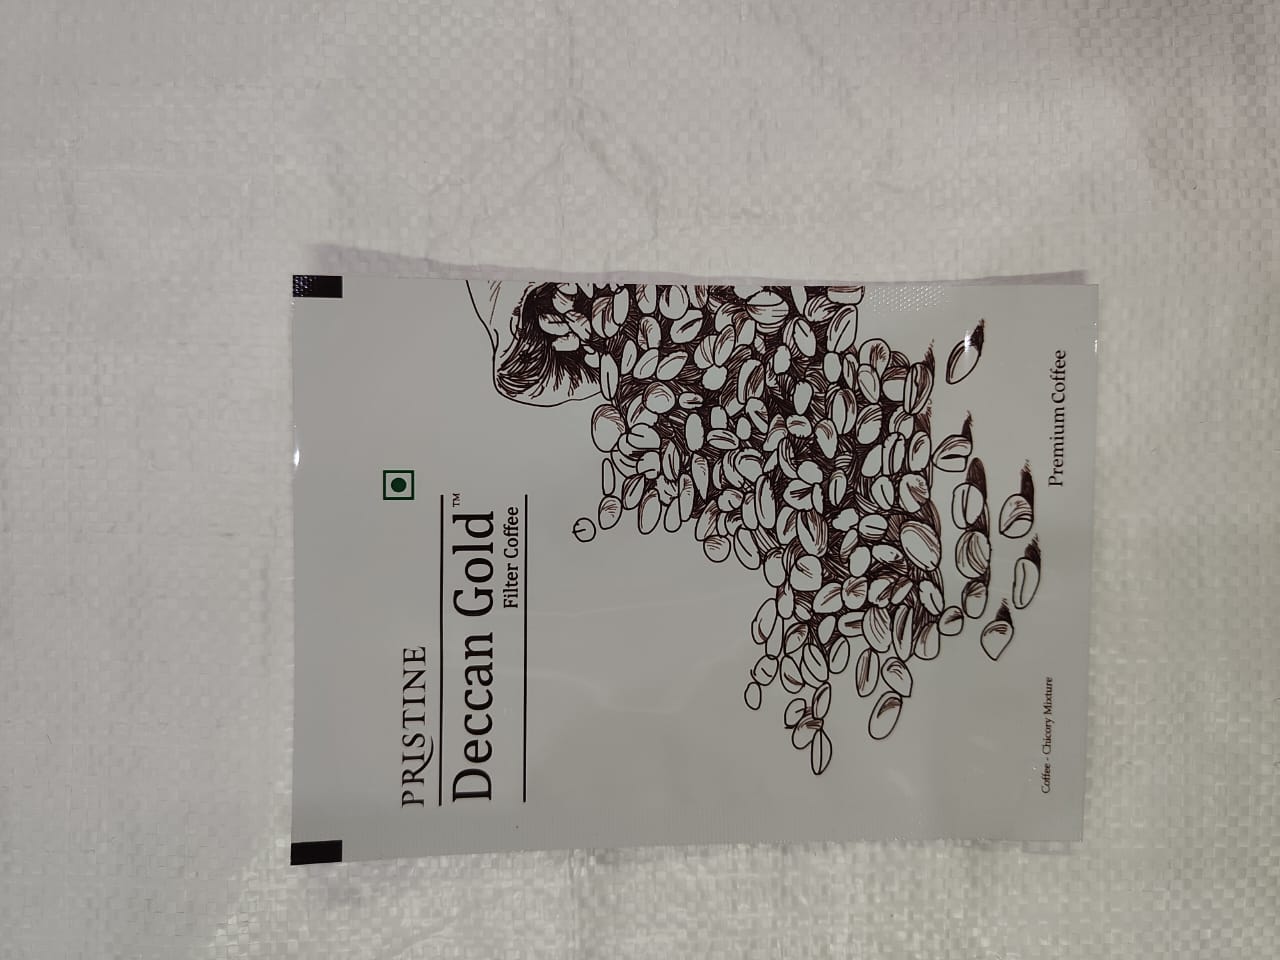 PRISTINE
Deccan Gold™
Filter Coffee
Premium Coffee
Coffee - Chicory Mixture